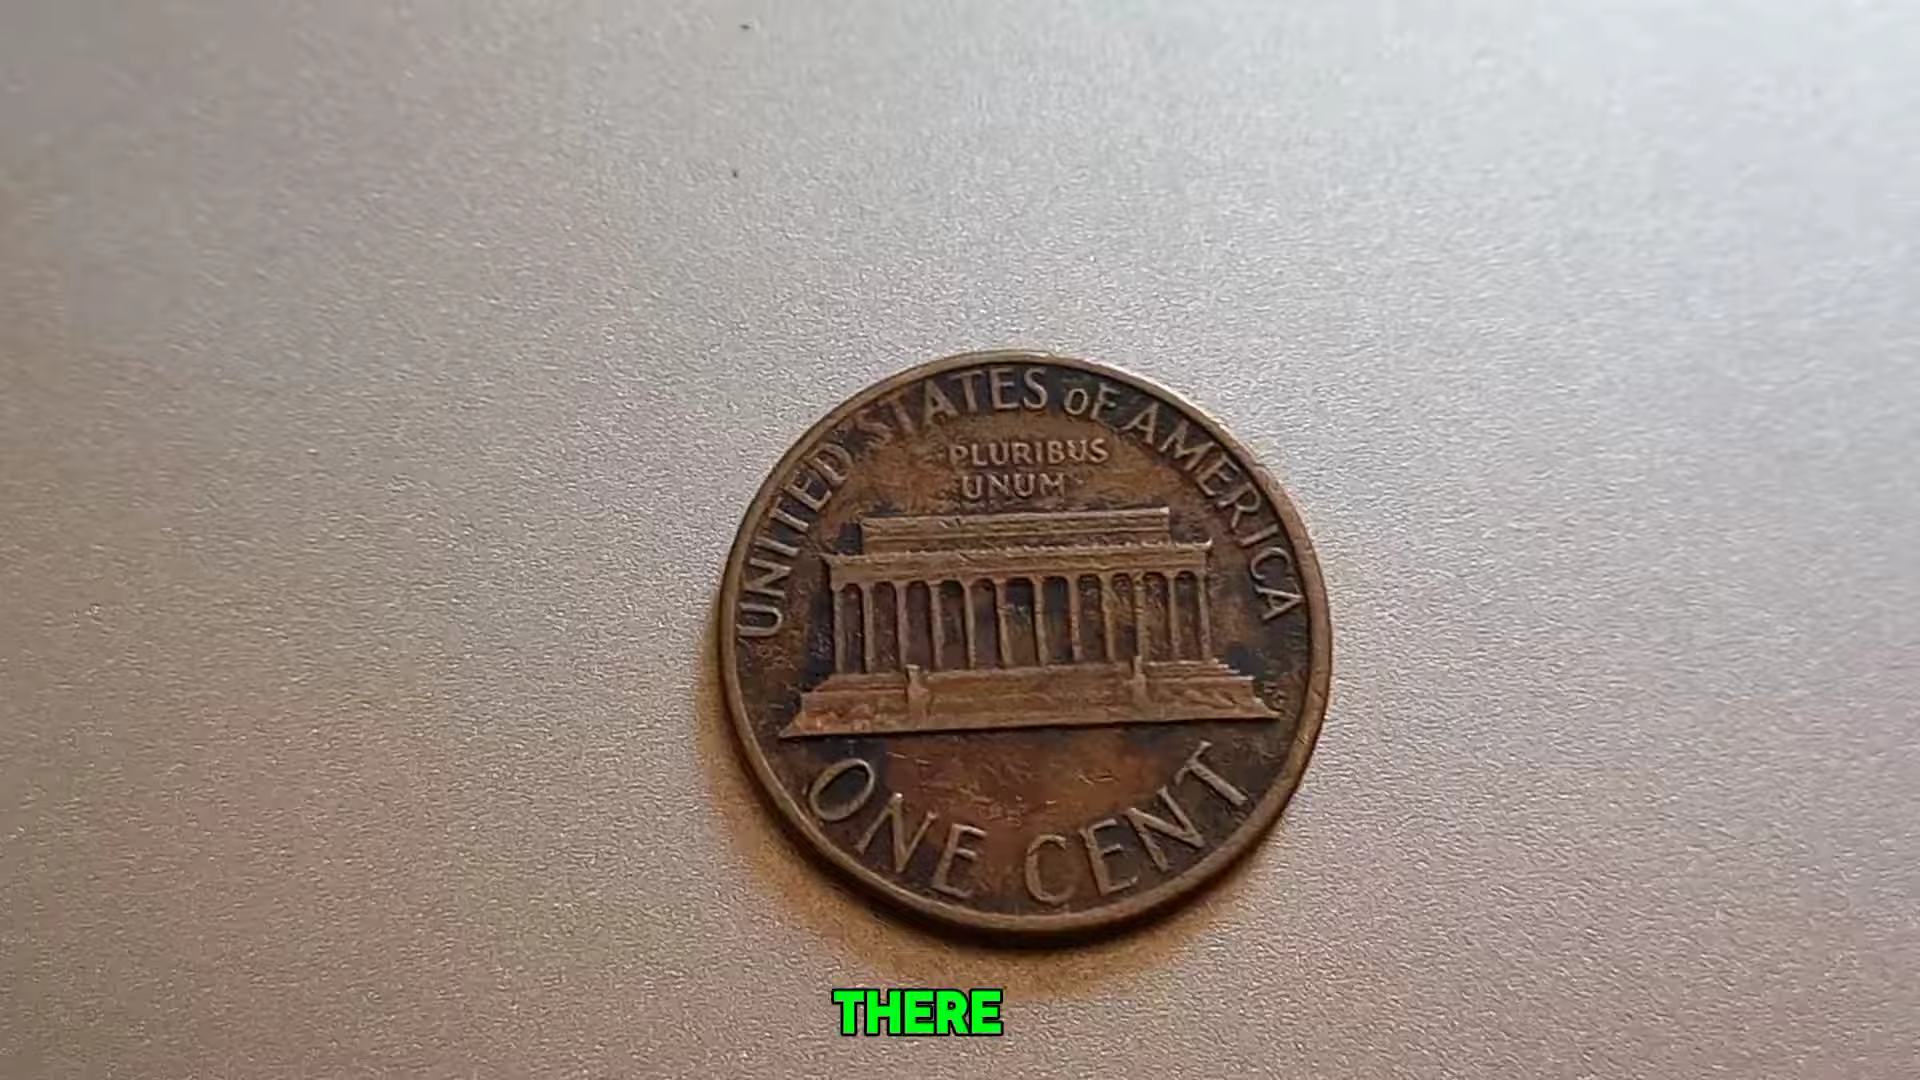 UNITED STATES OF AMERICA
PLURIBUS
UNUM
ONE CENT
THERE